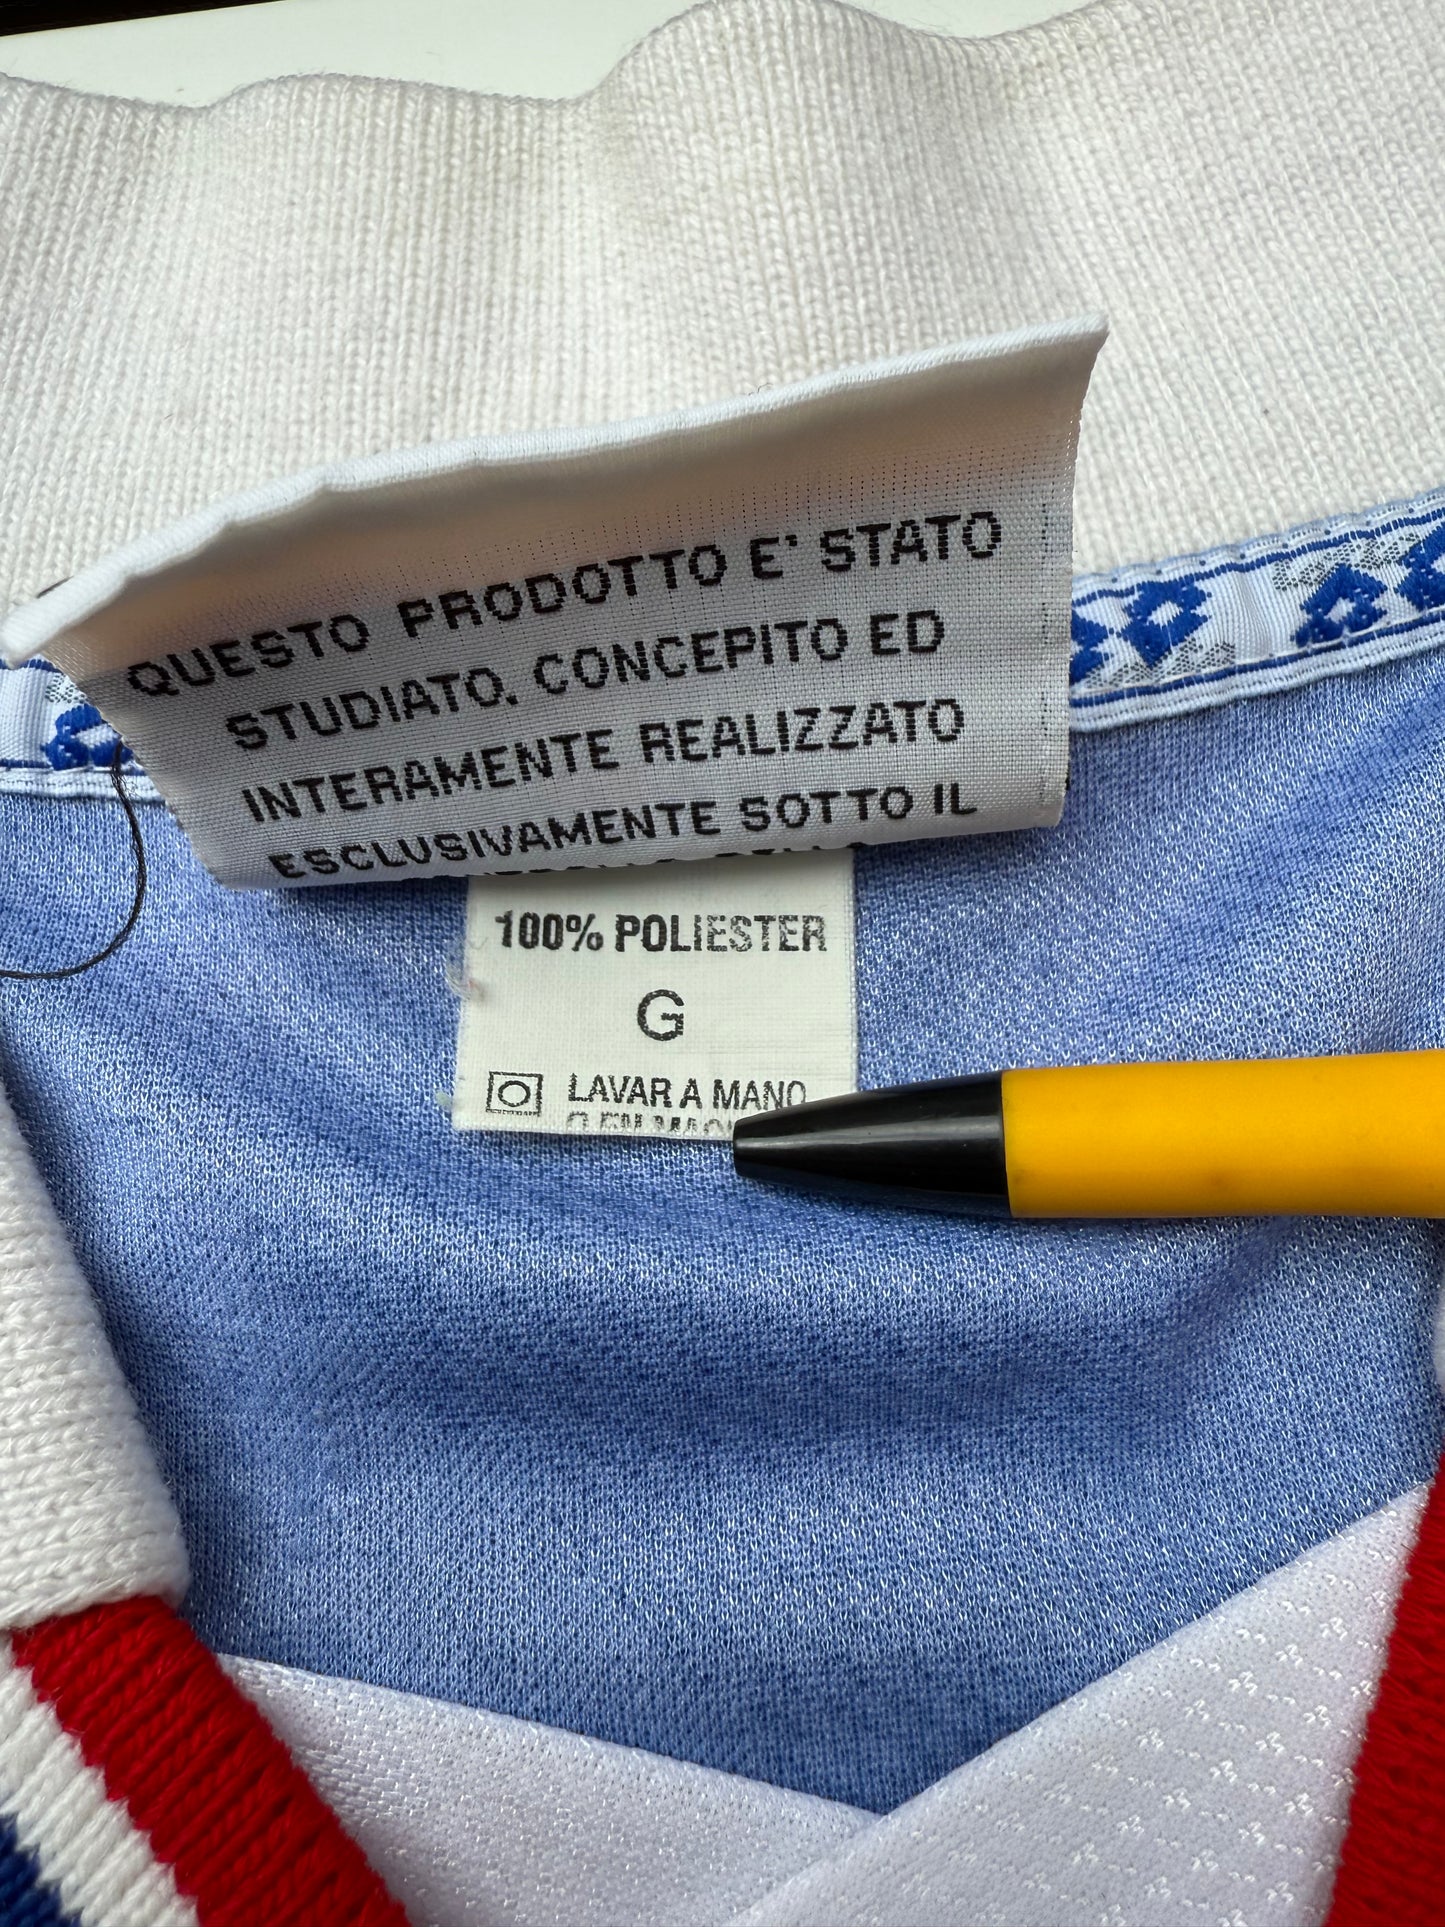 QUESTO PRODOTTO E' STATO
STUDIATO, CONCEPITO ED
INTERAMENTE REALIZZATO
ESCLUSIVAMENTE SOTTO IL
100% POLIESTER
G
LAVAR A MANO